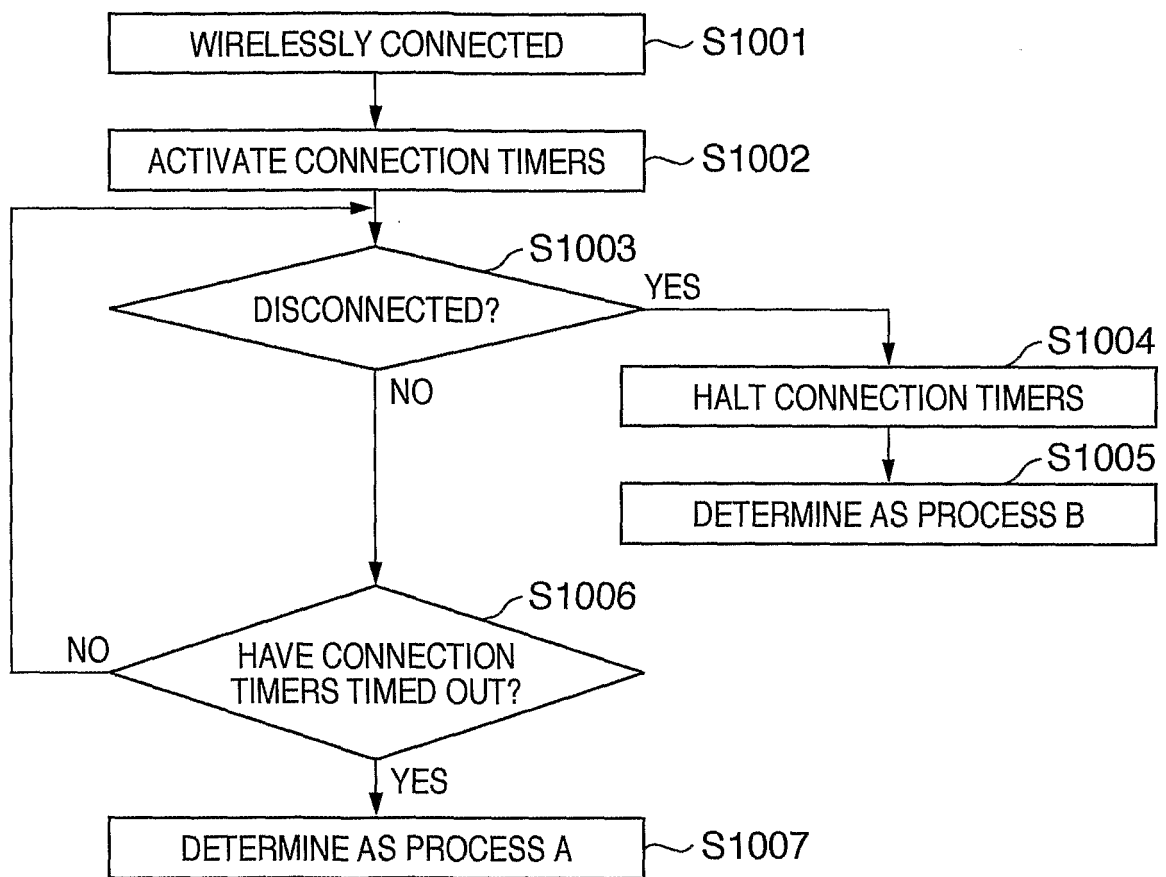 WIRELESSLY CONNECTED
S1001
ACTIVATE CONNECTION TIMERS
S1002
S1003
DISCONNECTED?
YES
NO
S1004
HALT CONNECTION TIMERS
S1005
DETERMINE AS PROCESS B
S1006
HAVE CONNECTION
TIMERS TIMED OUT?
NO
YES
DETERMINE AS PROCESS A
S1007